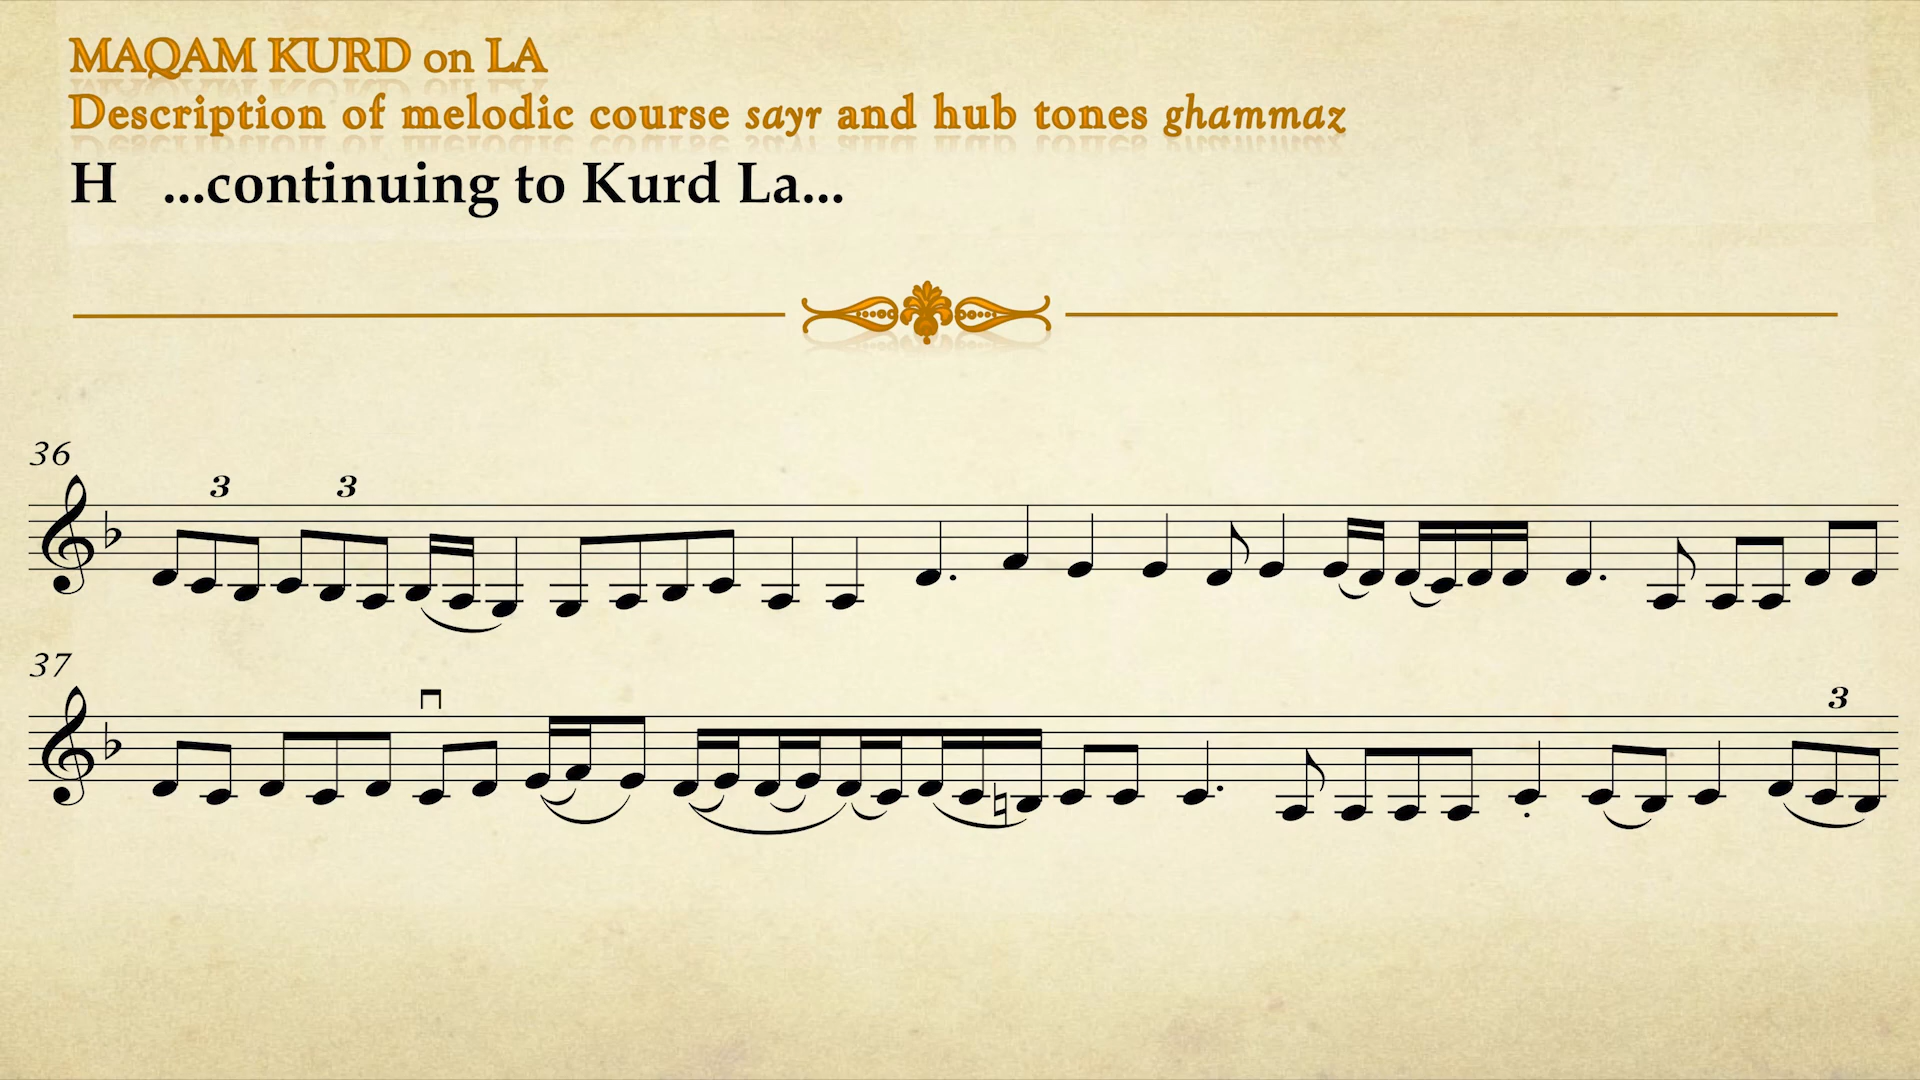 MAQAM KURD on LA
Description of melodic course sayr and hub tones ghammaz
H ...continuing to Kurd La...
36
3 3
37
3